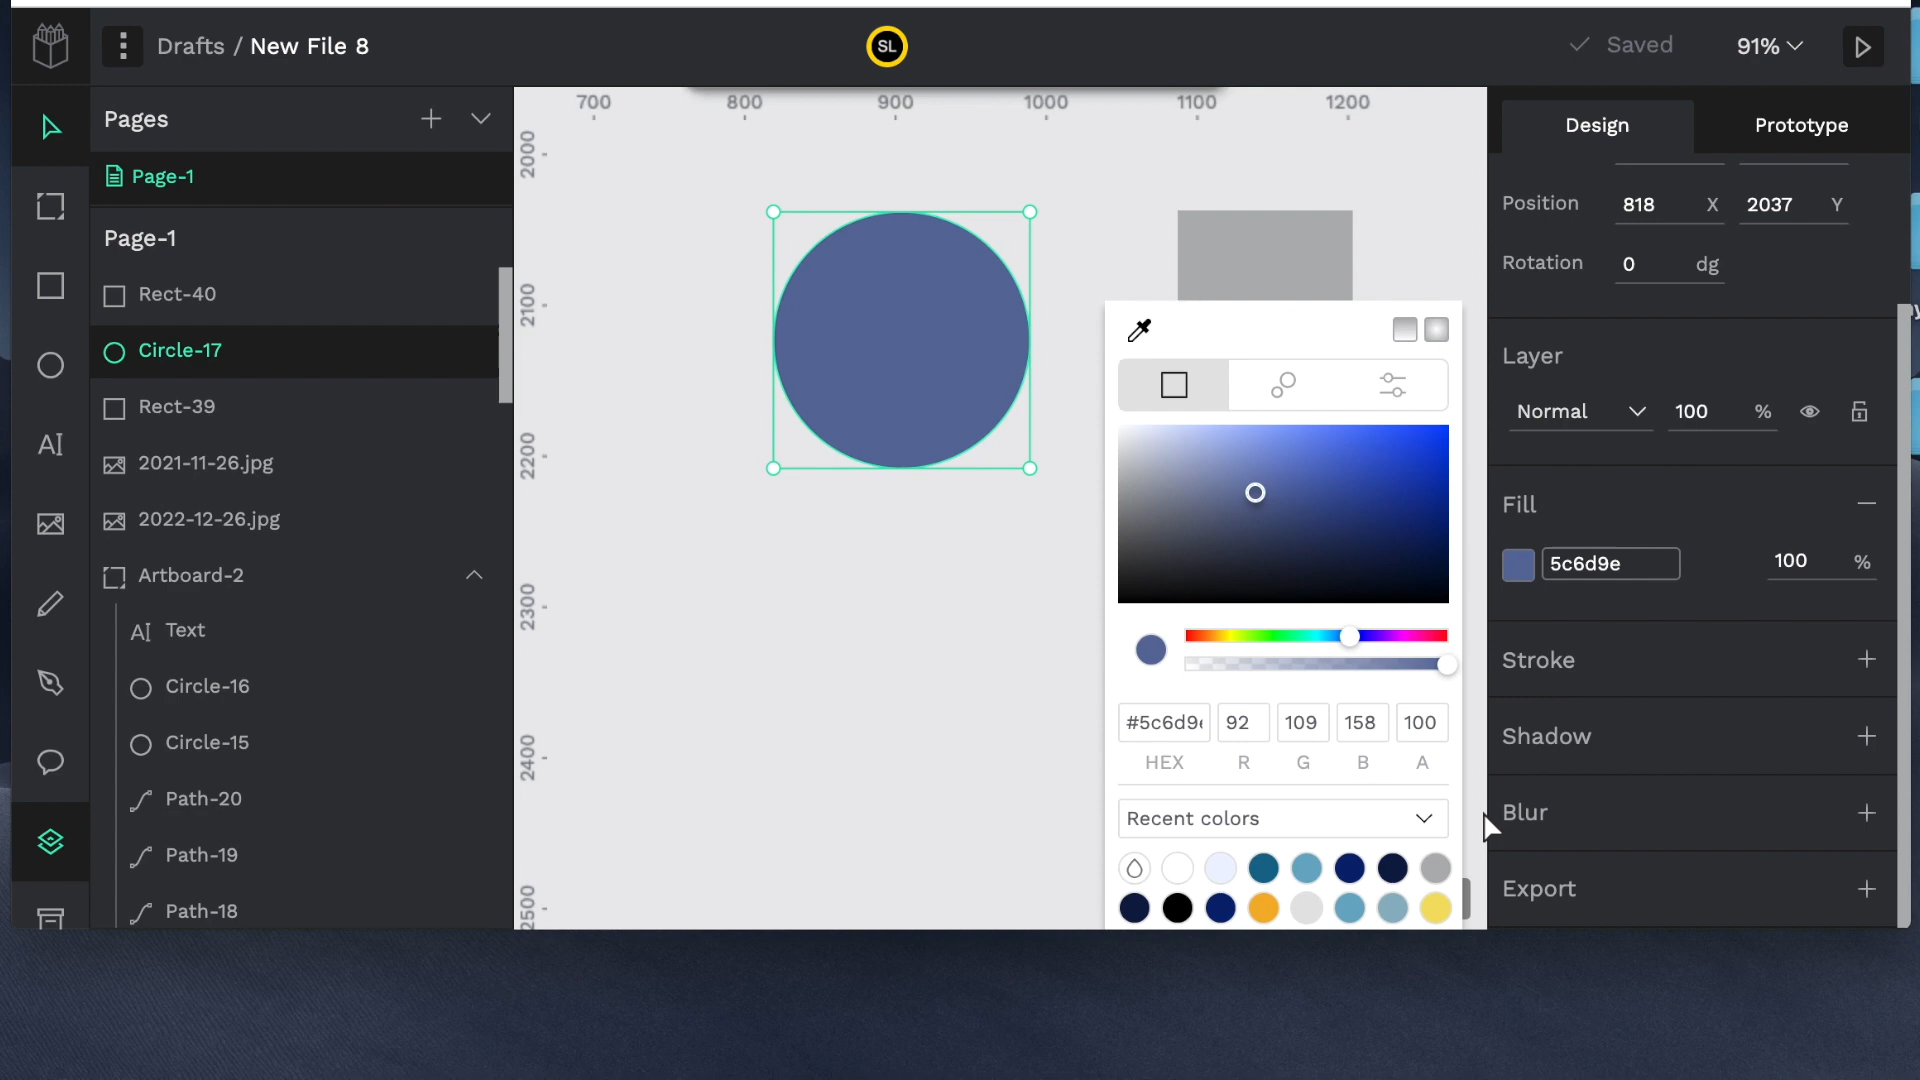 Drafts / New File 8
SL
Saved
91%
Pages
Page-1
Page-1
Rect-40
Circle-17
Rect-39
2021-11-26.jpg
2022-12-26.jpg
Artboard-2
AI Text
Circle-16
Circle-15
Path-20
Path-19
Path-18
AI
700 800 900 1000 1100 1200
2000
2100
2200
2300
2400
2500
#5c6d9e 92 109 158 100
HEX R G B A
Recent colors
Design Prototype
Position 818 X 2037 Y
Rotation 0 dg
Layer
Normal 100 %
Fill
5c6d9e 100 %
Stroke
Shadow
Blur
Export